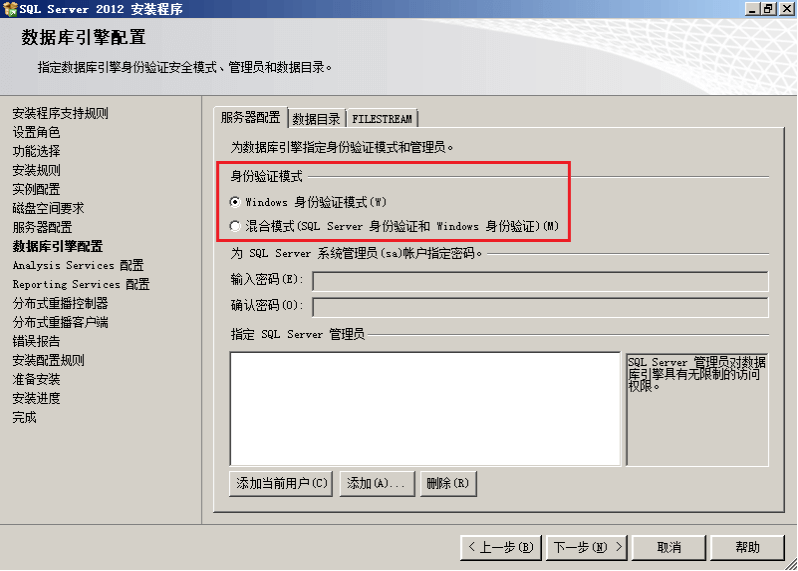 SQL Server 2012 安装程序
数据库引擎配置
指定数据库引擎身份验证安全模式、管理员和数据目录。
安装程序支持规则
设置角色
功能选择
安装规则
实例配置
磁盘空间要求
服务器配置
数据库引擎配置
Analysis Services 配置
Reporting Services 配置
分布式重播控制器
分布式重播客户端
错误报告
安装配置规则
准备安装
安装进度
完成
服务器配置 数据目录 FILESTREAM
为数据库引擎指定身份验证模式和管理员。
身份验证模式
Windows 身份验证模式(W)
混合模式(SQL Server 身份验证和 Windows 身份验证)(M)
为 SQL Server 系统管理员(sa)帐户指定密码。
输入密码(E):
确认密码(O):
指定 SQL Server 管理员
SQL Server 管理员对数据
库引擎具有无限制的访问
权限。
添加当前用户(C) 添加(A)... 删除(R)
< 上一步(B) 下一步(N) > 取消 帮助